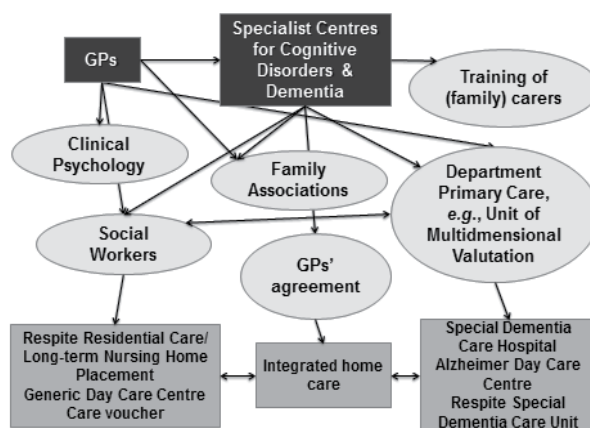 GPs
Specialist Centres
for Cognitive
Disorders &
Dementia
Training of
(family) carers
Clinical
Psychology
Family
Associations
Department
Primary Care,
e.g., Unit of
Multidmensional
Valutation
Social
Workers
GPs'
agreement
Respite Residential Care/
Long-term Nursing Home
Placement
Generic Day Care Centre
Care voucher
Integrated home
care
Special Dementia
Care Hospital
Alzheimer Day Care
Centre
Respite Special
Dementia Care Unit